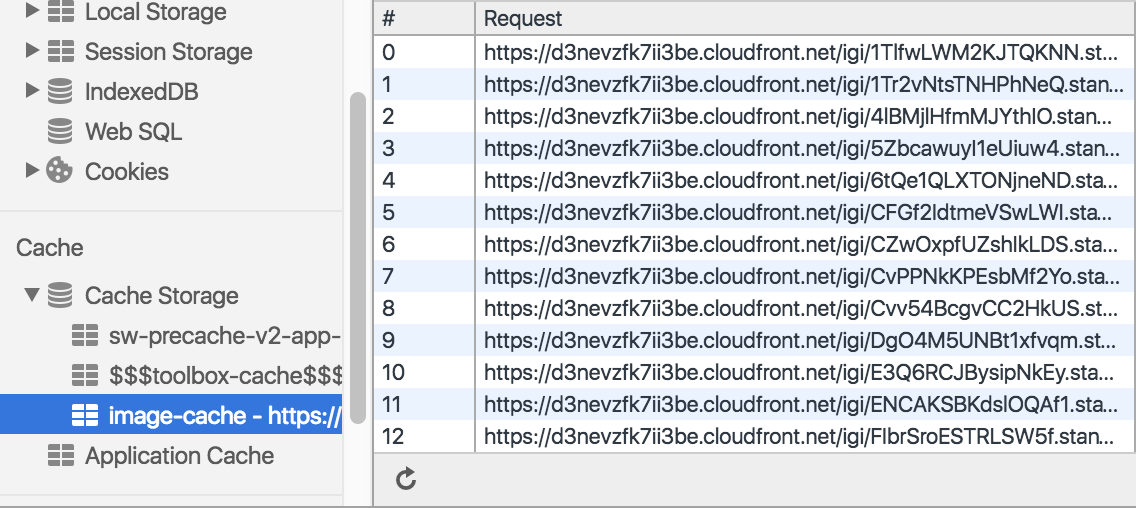 Local Storage
Session Storage
IndexedDB
Web SQL
Cookies
Cache
Cache Storage
sw-precache-v2-app-
$$$toolbox-cache$$$
image-cache - https://
Application Cache
# Request
0 https://d3nevzfk7ii3be.cloudfront.net/igi/1TlfwLWM2KJTQKNN.st...
1 https://d3nevzfk7ii3be.cloudfront.net/igi/1Tr2vNtsTNHPhNeQ.stan...
2 https://d3nevzfk7ii3be.cloudfront.net/igi/4lBMjlHfmMJYthlO.stan...
3 https://d3nevzfk7ii3be.cloudfront.net/igi/5Zbcawuyl1eUiuw4.stan...
4 https://d3nevzfk7ii3be.cloudfront.net/igi/6tQe1QLXTONjneND.sta...
5 https://d3nevzfk7ii3be.cloudfront.net/igi/CFGf2ldtmeVSwLWl.sta...
6 https://d3nevzfk7ii3be.cloudfront.net/igi/CZwOxpfUZshlkLDS.sta...
7 https://d3nevzfk7ii3be.cloudfront.net/igi/CvPPNkKPEsbMf2Yo.sta...
8 https://d3nevzfk7ii3be.cloudfront.net/igi/Cvv54BcgvCC2HkUS.st...
9 https://d3nevzfk7ii3be.cloudfront.net/igi/DgO4M5UNBt1xfvqm.st...
10 https://d3nevzfk7ii3be.cloudfront.net/igi/E3Q6RCJBysipNkEy.sta...
11 https://d3nevzfk7ii3be.cloudfront.net/igi/ENCAKSBKdslOQAf1.sta...
12 https://d3nevzfk7ii3be.cloudfront.net/igi/FlbrSroESTRLSW5f.stan...